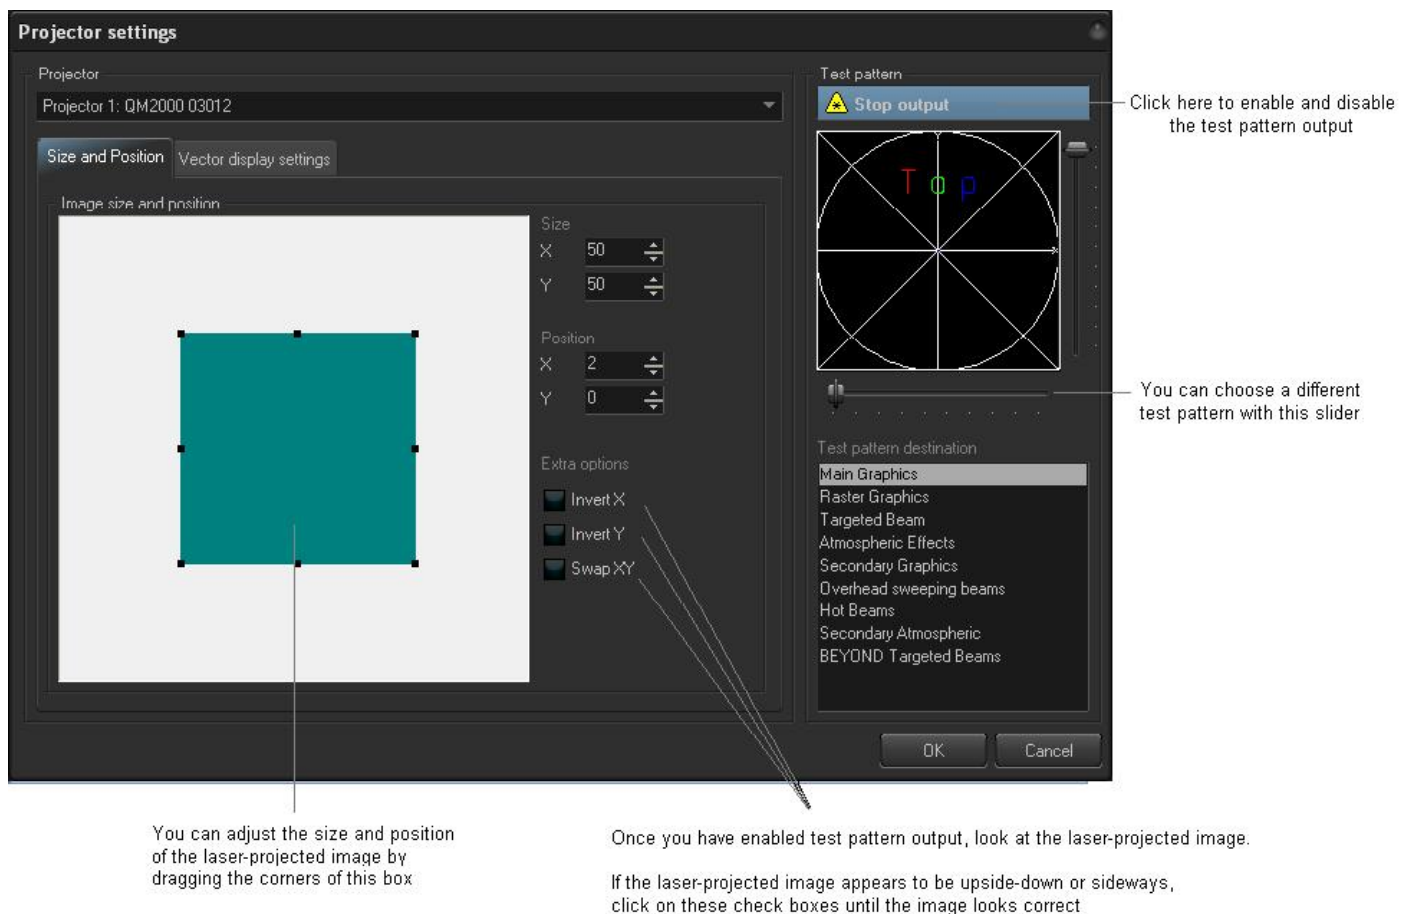 Projector settings
Projector
Projector 1: QM2000 03012
Size and Position
Vector display settings
Image size and position
Size
X 50
Y 50
Position
X 2
Y 0
Extra options
Invert X
Invert Y
Swap XY
Test pattern
Stop output
Top
Test pattern destination
Main Graphics
Raster Graphics
Targeted Beam
Atmospheric Effects
Secondary Graphics
Overhead sweeping beams
Hot Beams
Secondary Atmospheric
BEYOND Targeted Beams
OK
Cancel
Click here to enable and disable
the test pattern output
You can choose a different
test pattern with this slider
You can adjust the size and position
of the laser-projected image by
dragging the corners of this box
Once you have enabled test pattern output, look at the laser-projected image.
If the laser-projected image appears to be upside-down or sideways,
click on these check boxes until the image looks correct